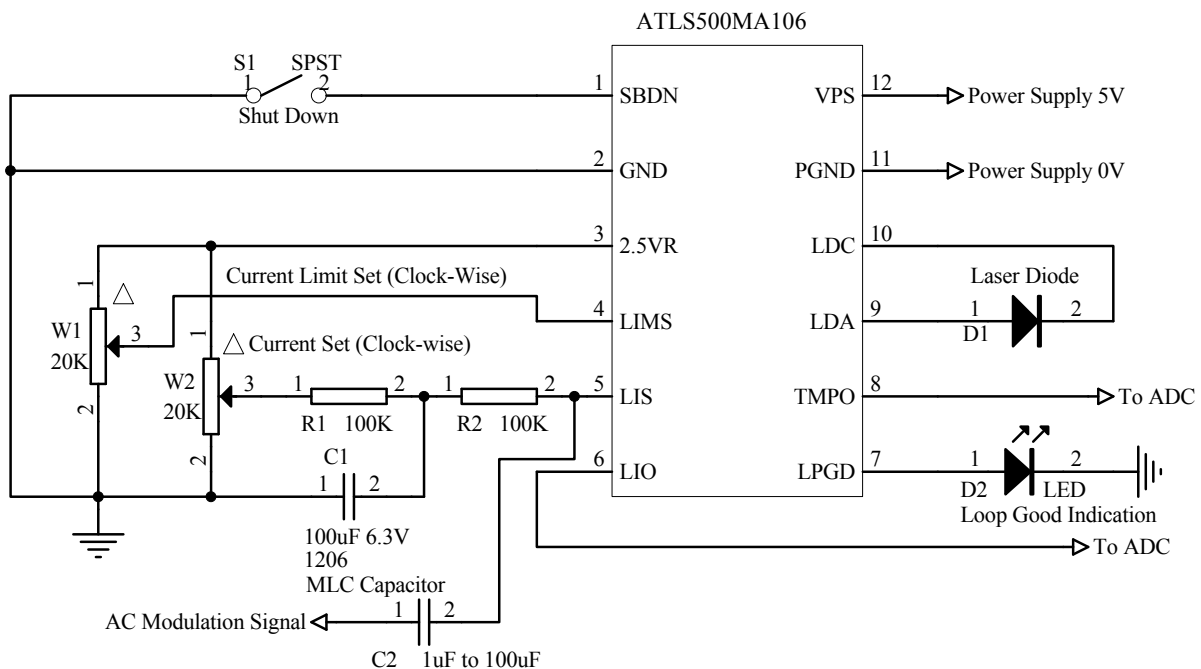 ATLS500MA106
S1 SPST
1 2
Shut Down
1 SBDN
VPS 12
Power Supply 5V
2 GND
PGND 11
Power Supply 0V
3 2.5VR
LDC 10
Current Limit Set (Clock-Wise)
4 LIMS
Laser Diode
LDA 9
1 2
D1
1
W1 3
20K
2
1
Current Set (Clock-wise)
W2 3
20K
2
1 2
R1 100K
1 2
R2 100K
5 LIS
TMPO 8
To ADC
6 LIO
LPGD 7
1 2
D2 LED
Loop Good Indication
To ADC
C1
1 2
100uF 6.3V
1206
MLC Capacitor
AC Modulation Signal
1 2
C2 1uF to 100uF